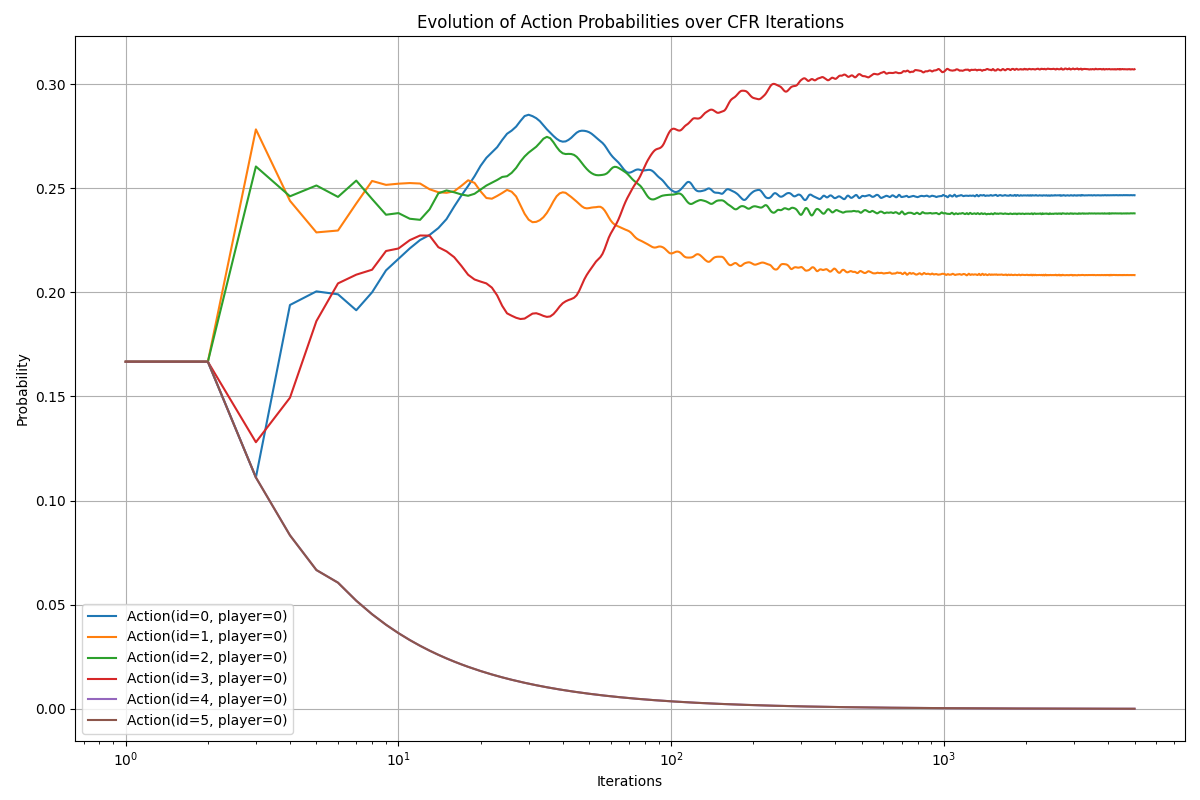 Evolution of Action Probabilities over CFR Iterations
Probability
0.30
0.25
0.20
0.15
0.10
0.05
0.00
Action(id=0, player=0)
Action(id=1, player=0)
Action(id=2, player=0)
Action(id=3, player=0)
Action(id=4, player=0)
Action(id=5, player=0)
10⁰ 10¹ 10² 10³
Iterations